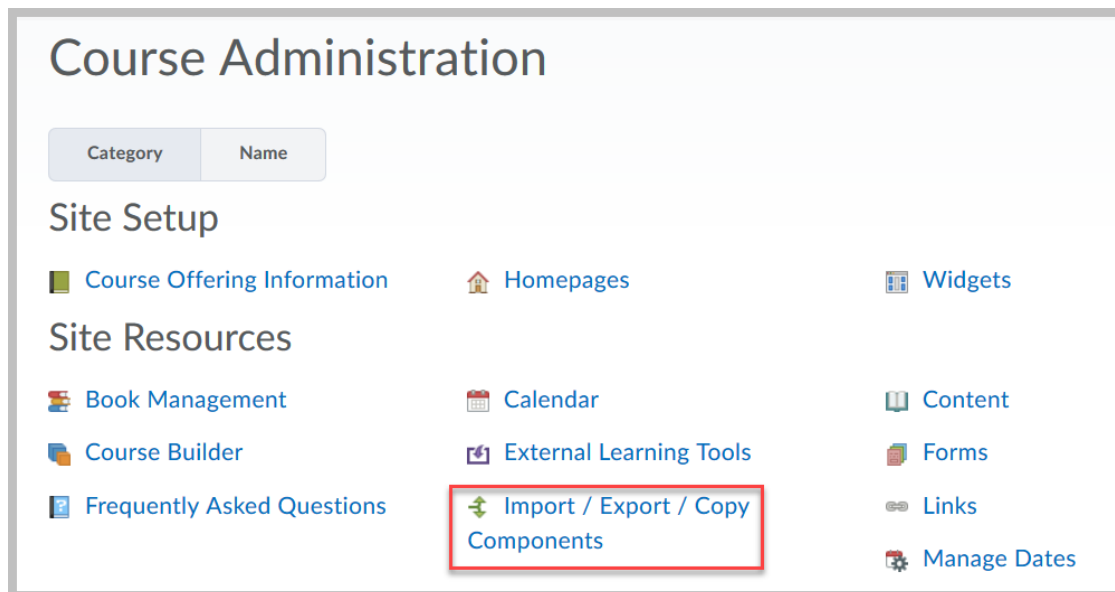 Course Administration
Category Name
Site Setup
Course Offering Information Homepages Widgets
Site Resources
Book Management Calendar Content
Course Builder External Learning Tools Forms
Frequently Asked Questions Import / Export / Copy Links
Components
Manage Dates